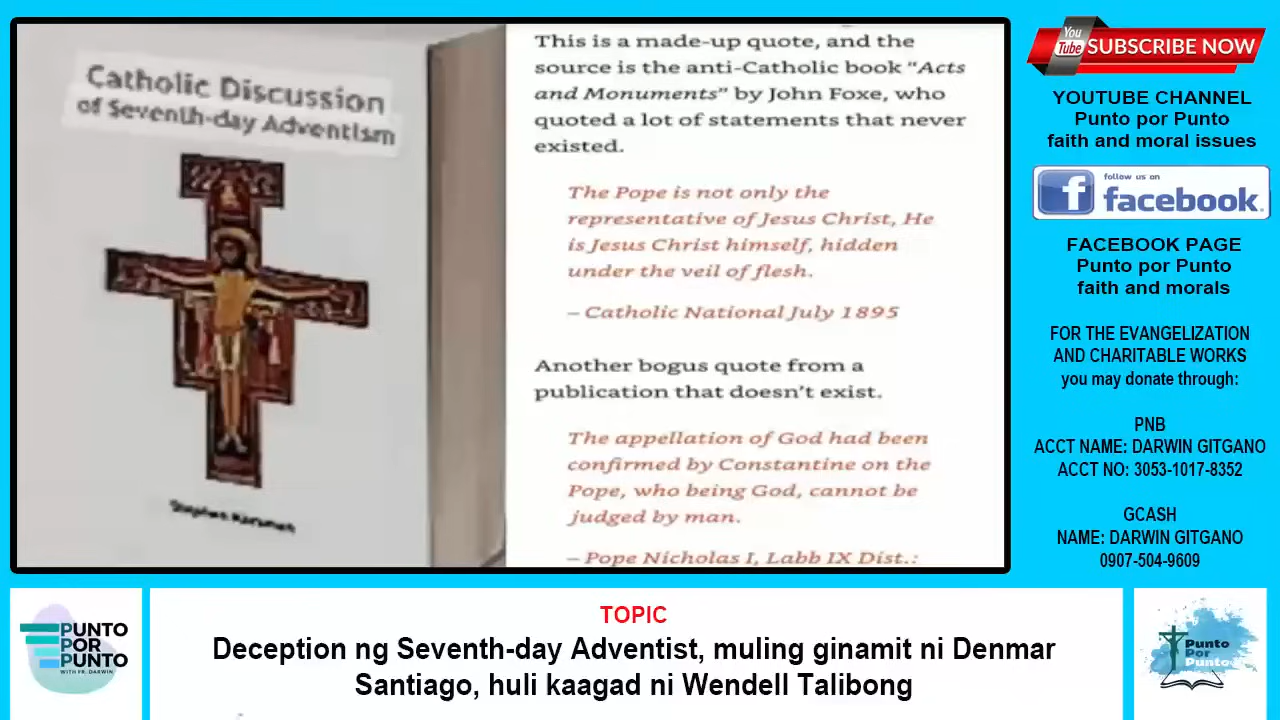 Catholic Discussion
of Seventh-day Adventism
This is a made-up quote, and the
source is the anti-Catholic book “Acts
and Monuments” by John Foxe, who
quoted a lot of statements that never
existed.
The Pope is not only the
representative of Jesus Christ, He
is Jesus Christ himself, hidden
under the veil of flesh.
– Catholic National July 1895
Another bogus quote from a
publication that doesn’t exist.
The appellation of God had been
confirmed by Constantine on the
Pope, who being God, cannot be
judged by man.
– Pope Nicholas I, Labb IX Dist.:
You
Tube SUBSCRIBE NOW
YOUTUBE CHANNEL
Punto por Punto
faith and moral issues
follow us on
facebook
FACEBOOK PAGE
Punto por Punto
faith and morals
FOR THE EVANGELIZATION
AND CHARITABLE WORKS
you may donate through:
PNB
ACCT NAME: DARWIN GITGANO
ACCT NO: 3053-1017-8352
GCASH
NAME: DARWIN GITGANO
0907-504-9609
PUNTO
POR
PUNTO
WITH FR. DARWIN
TOPIC
Deception ng Seventh-day Adventist, muling ginamit ni Denmar
Santiago, huli kaagad ni Wendell Talibong
Punto
Por
Punto